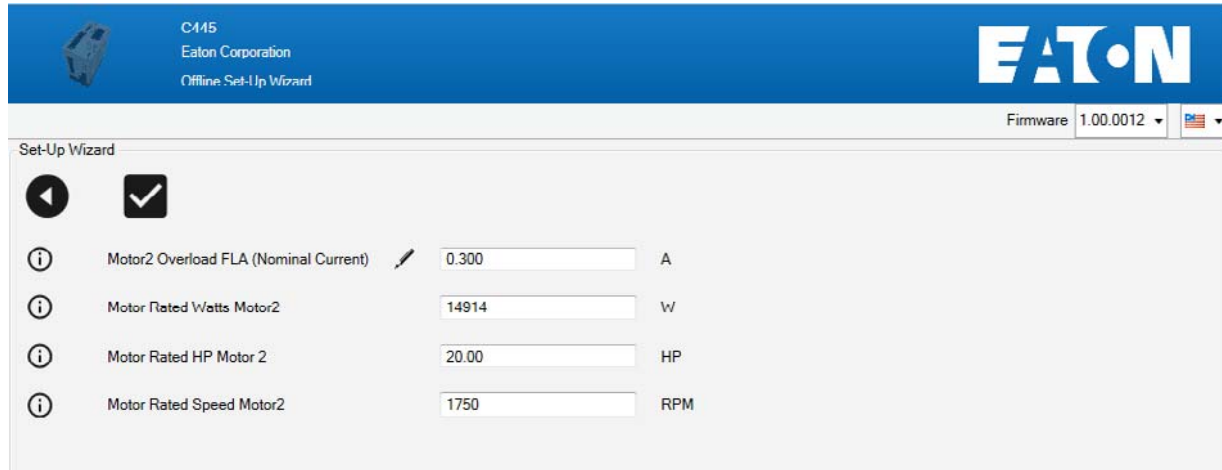 C445
Eaton Corporation
Offline Set-Up Wizard
EATON
Firmware 1.00.0012
Set-Up Wizard
Motor2 Overload FLA (Nominal Current) 0.300 A
Motor Rated Watts Motor2 14914 W
Motor Rated HP Motor 2 20.00 HP
Motor Rated Speed Motor2 1750 RPM